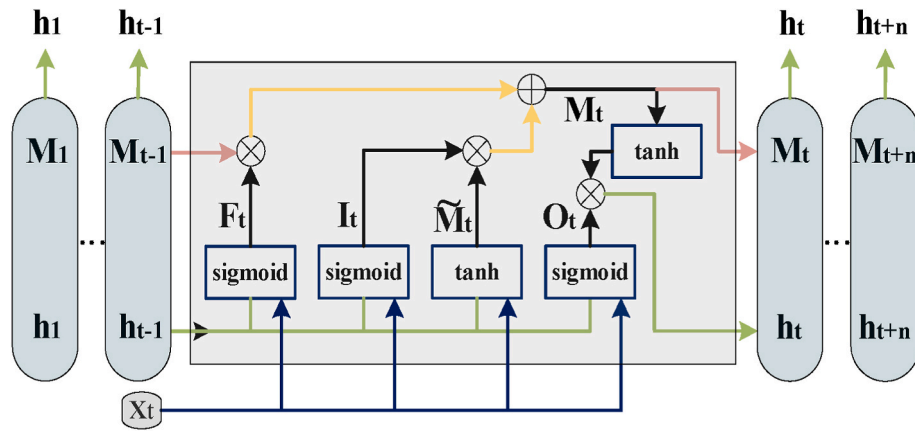 h1 ht-1 ht ht+n
M1 Mt-1 Mt Mt+n
Mt
tanh
Ft It M̃t Ot
... ...
sigmoid sigmoid tanh sigmoid
h1 ht-1 ht ht+n
Xt